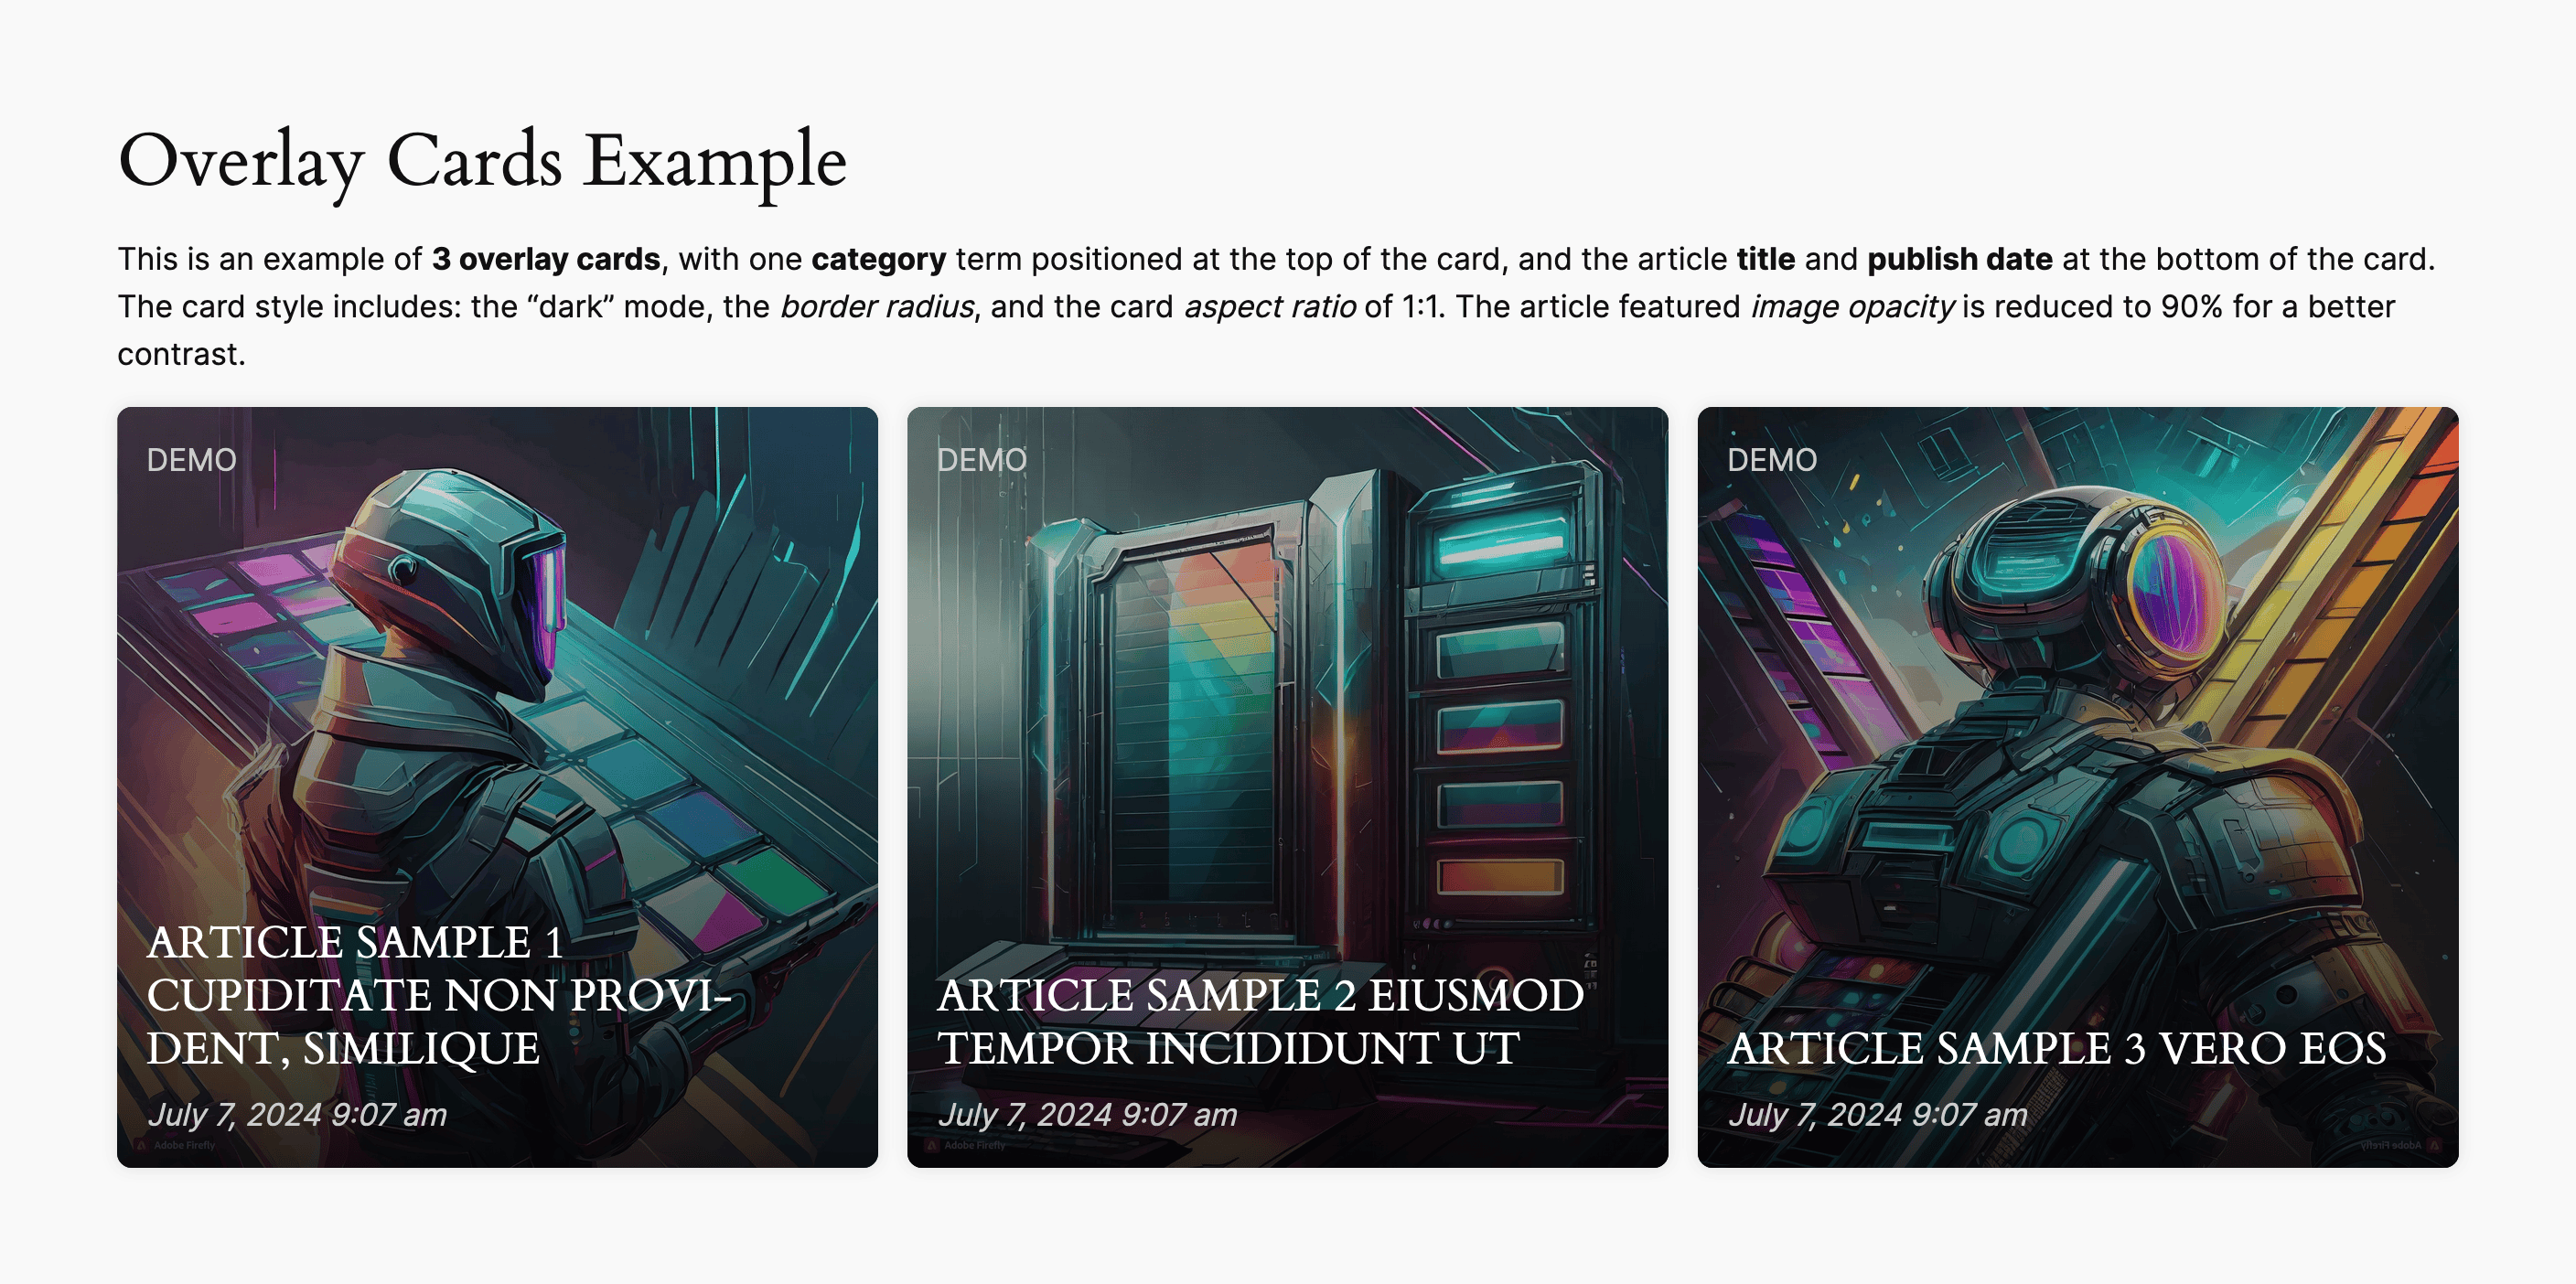 Overlay Cards Example
This is an example of 3 overlay cards, with one category term positioned at the top of the card, and the article title and publish date at the bottom of the card.
The card style includes: the “dark” mode, the border radius, and the card aspect ratio of 1:1. The article featured image opacity is reduced to 90% for a better
contrast.
DEMO
ARTICLE SAMPLE 1
CUPIDITATE NON PROVI-
DENT, SIMILIQUE
July 7, 2024 9:07 am
Adobe Firefly
DEMO
ARTICLE SAMPLE 2 EIUSMOD
TEMPOR INCIDIDUNT UT
July 7, 2024 9:07 am
Adobe Firefly
DEMO
ARTICLE SAMPLE 3 VERO EOS
July 7, 2024 9:07 am
Adobe Firefly